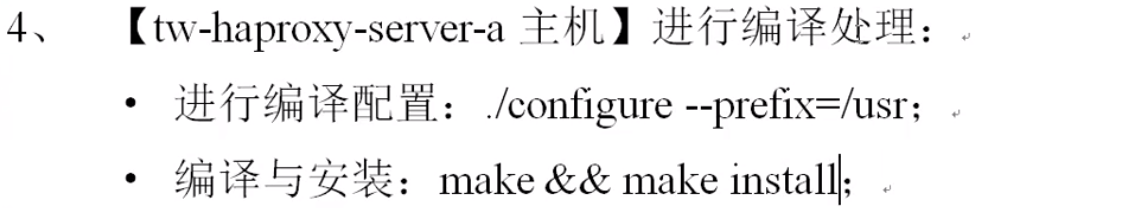 4、 【tw-haproxy-server-a 主机】进行编译处理：
• 进行编译配置：./configure --prefix=/usr；
• 编译与安装：make && make install；